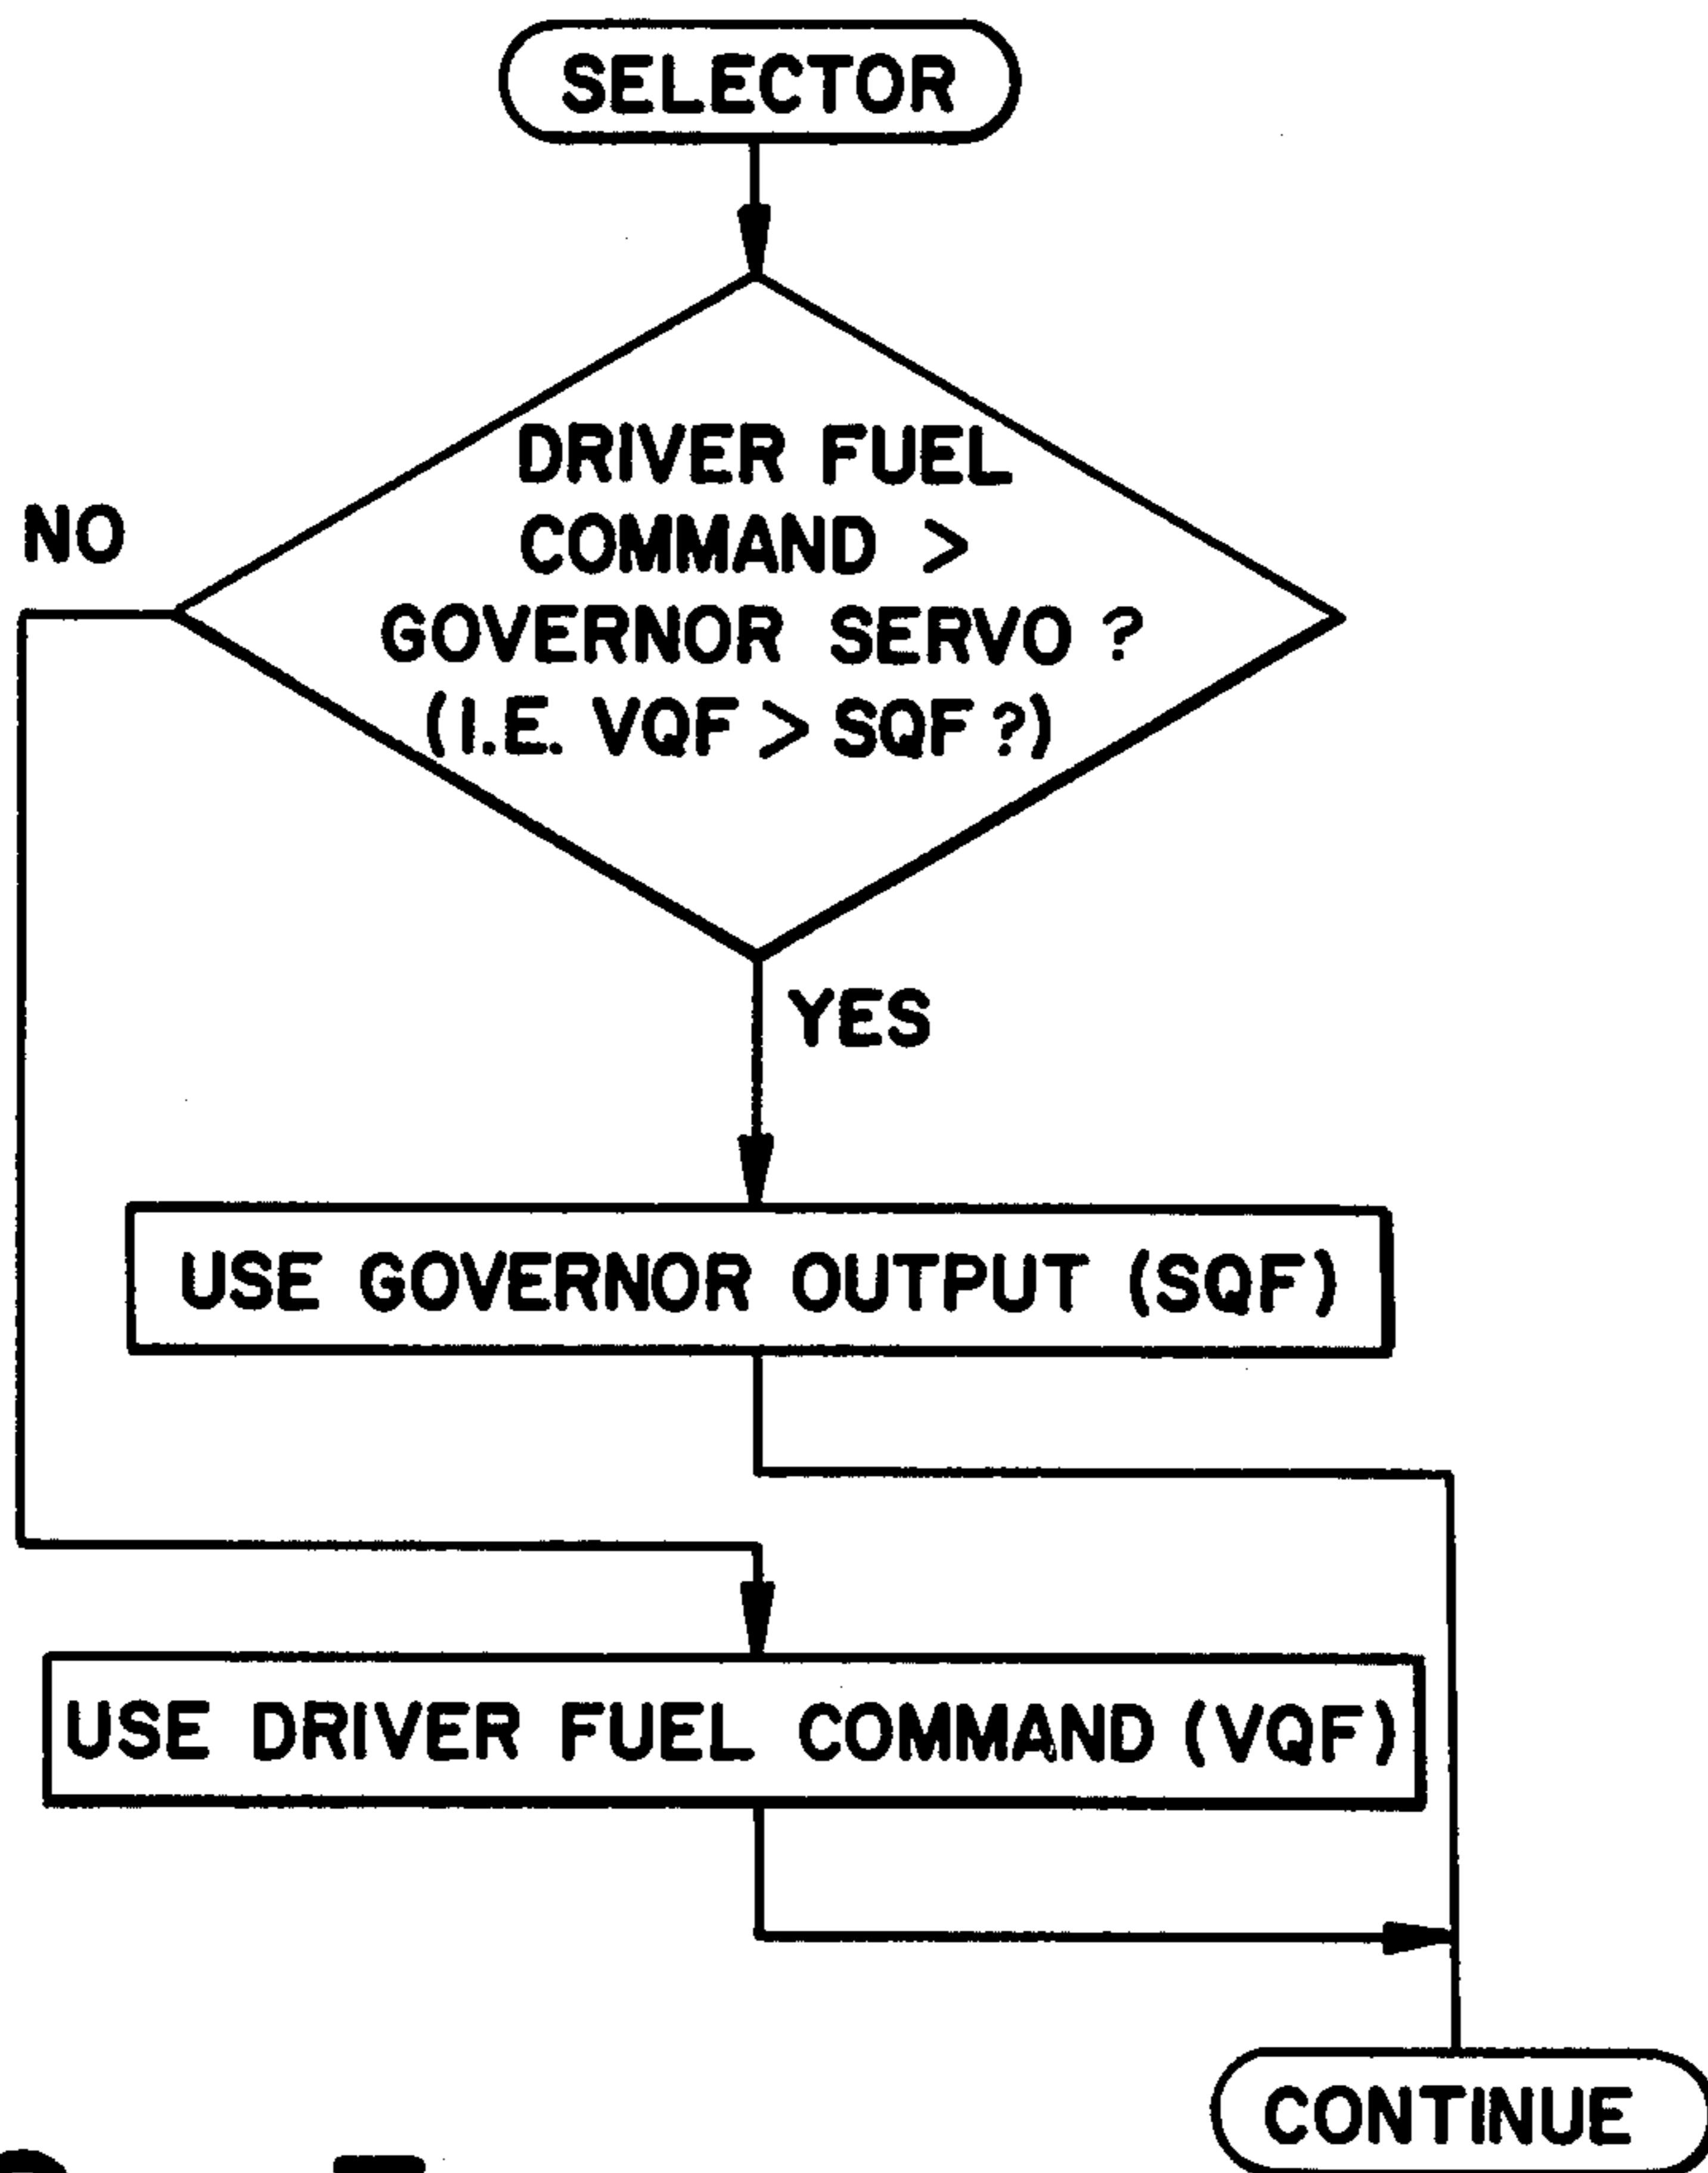 SELECTOR
DRIVER FUEL
COMMAND >
GOVERNOR SERVO ?
(I.E. VQF > SQF ?)
NO
YES
USE GOVERNOR OUTPUT (SQF)
USE DRIVER FUEL COMMAND (VQF)
CONTINUE